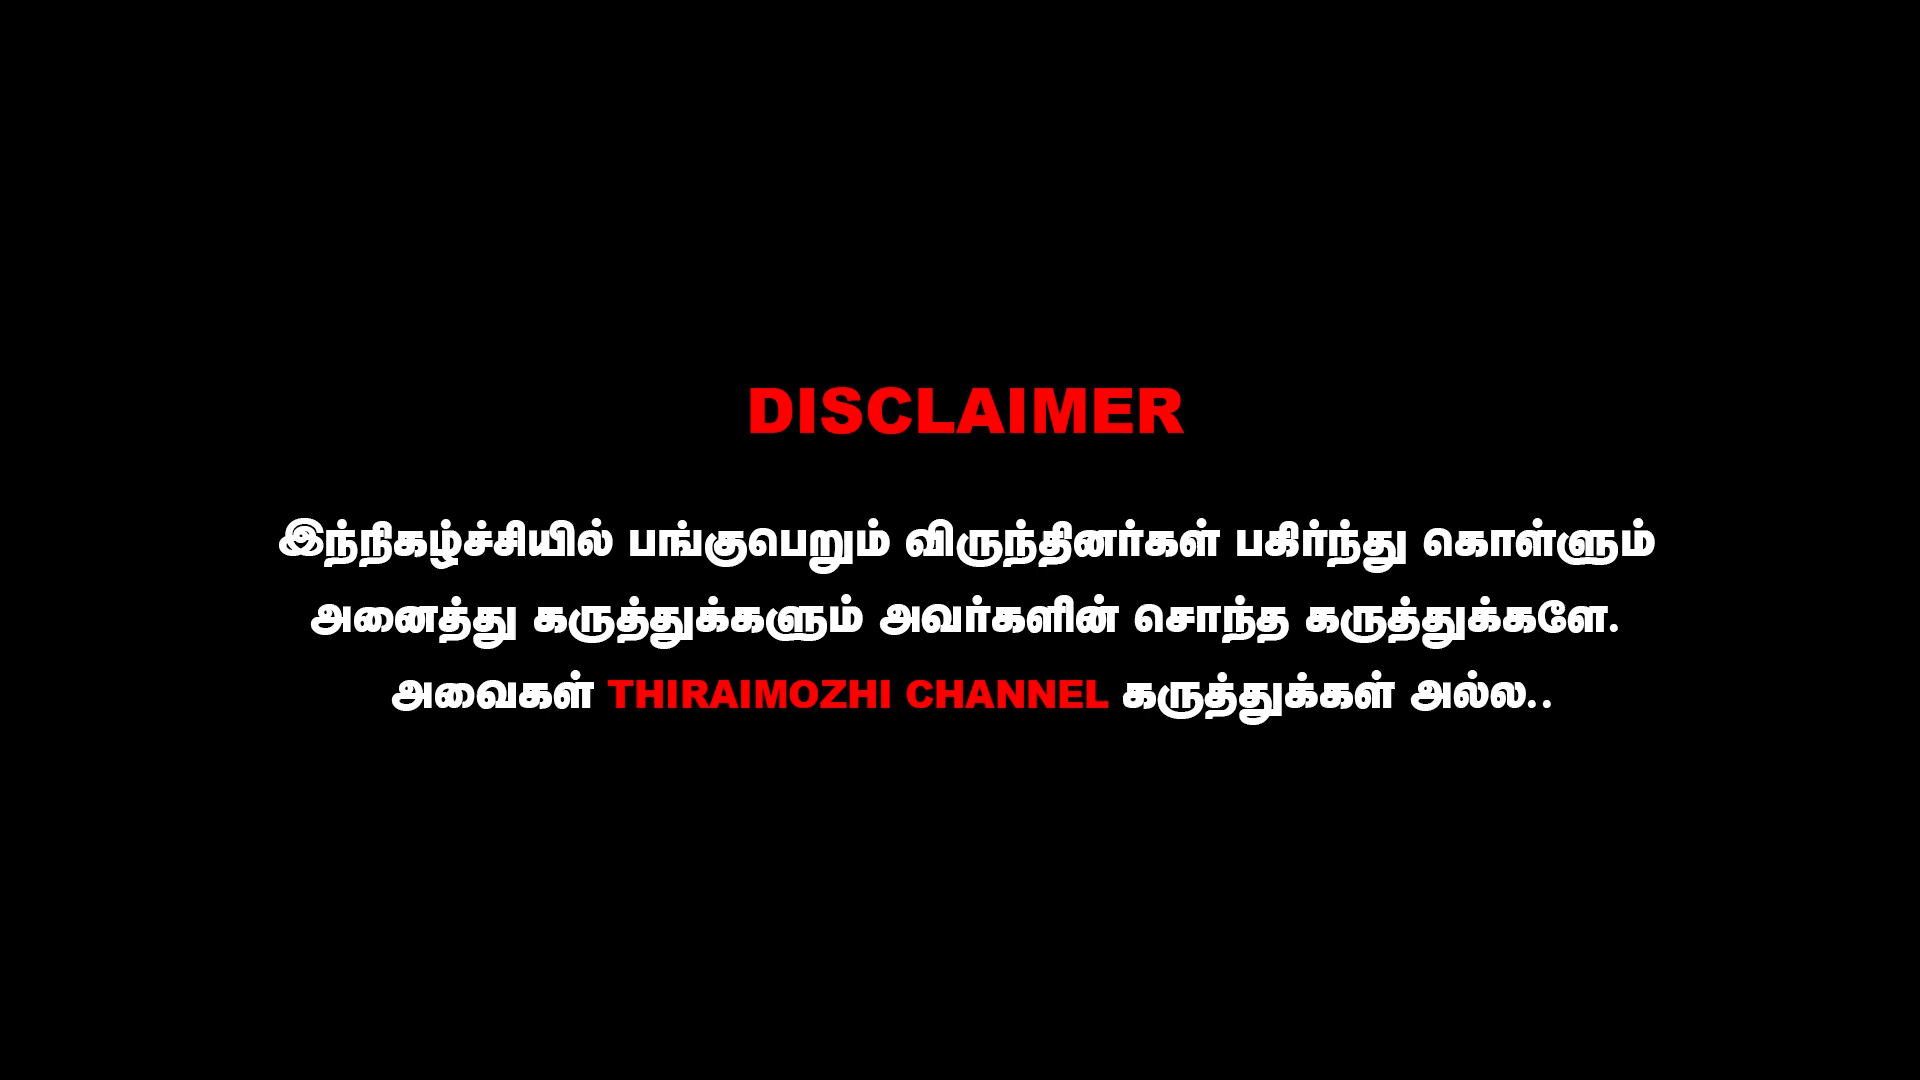 DISCLAIMER
இந்நிகழ்ச்சியில் பங்குபெறும் விருந்தினர்கள் பகிர்ந்து கொள்ளும்
அனைத்து கருத்துக்களும் அவர்களின் சொந்த கருத்துக்களே.
அவைகள் THIRAIMOZHI CHANNEL கருத்துக்கள் அல்ல..